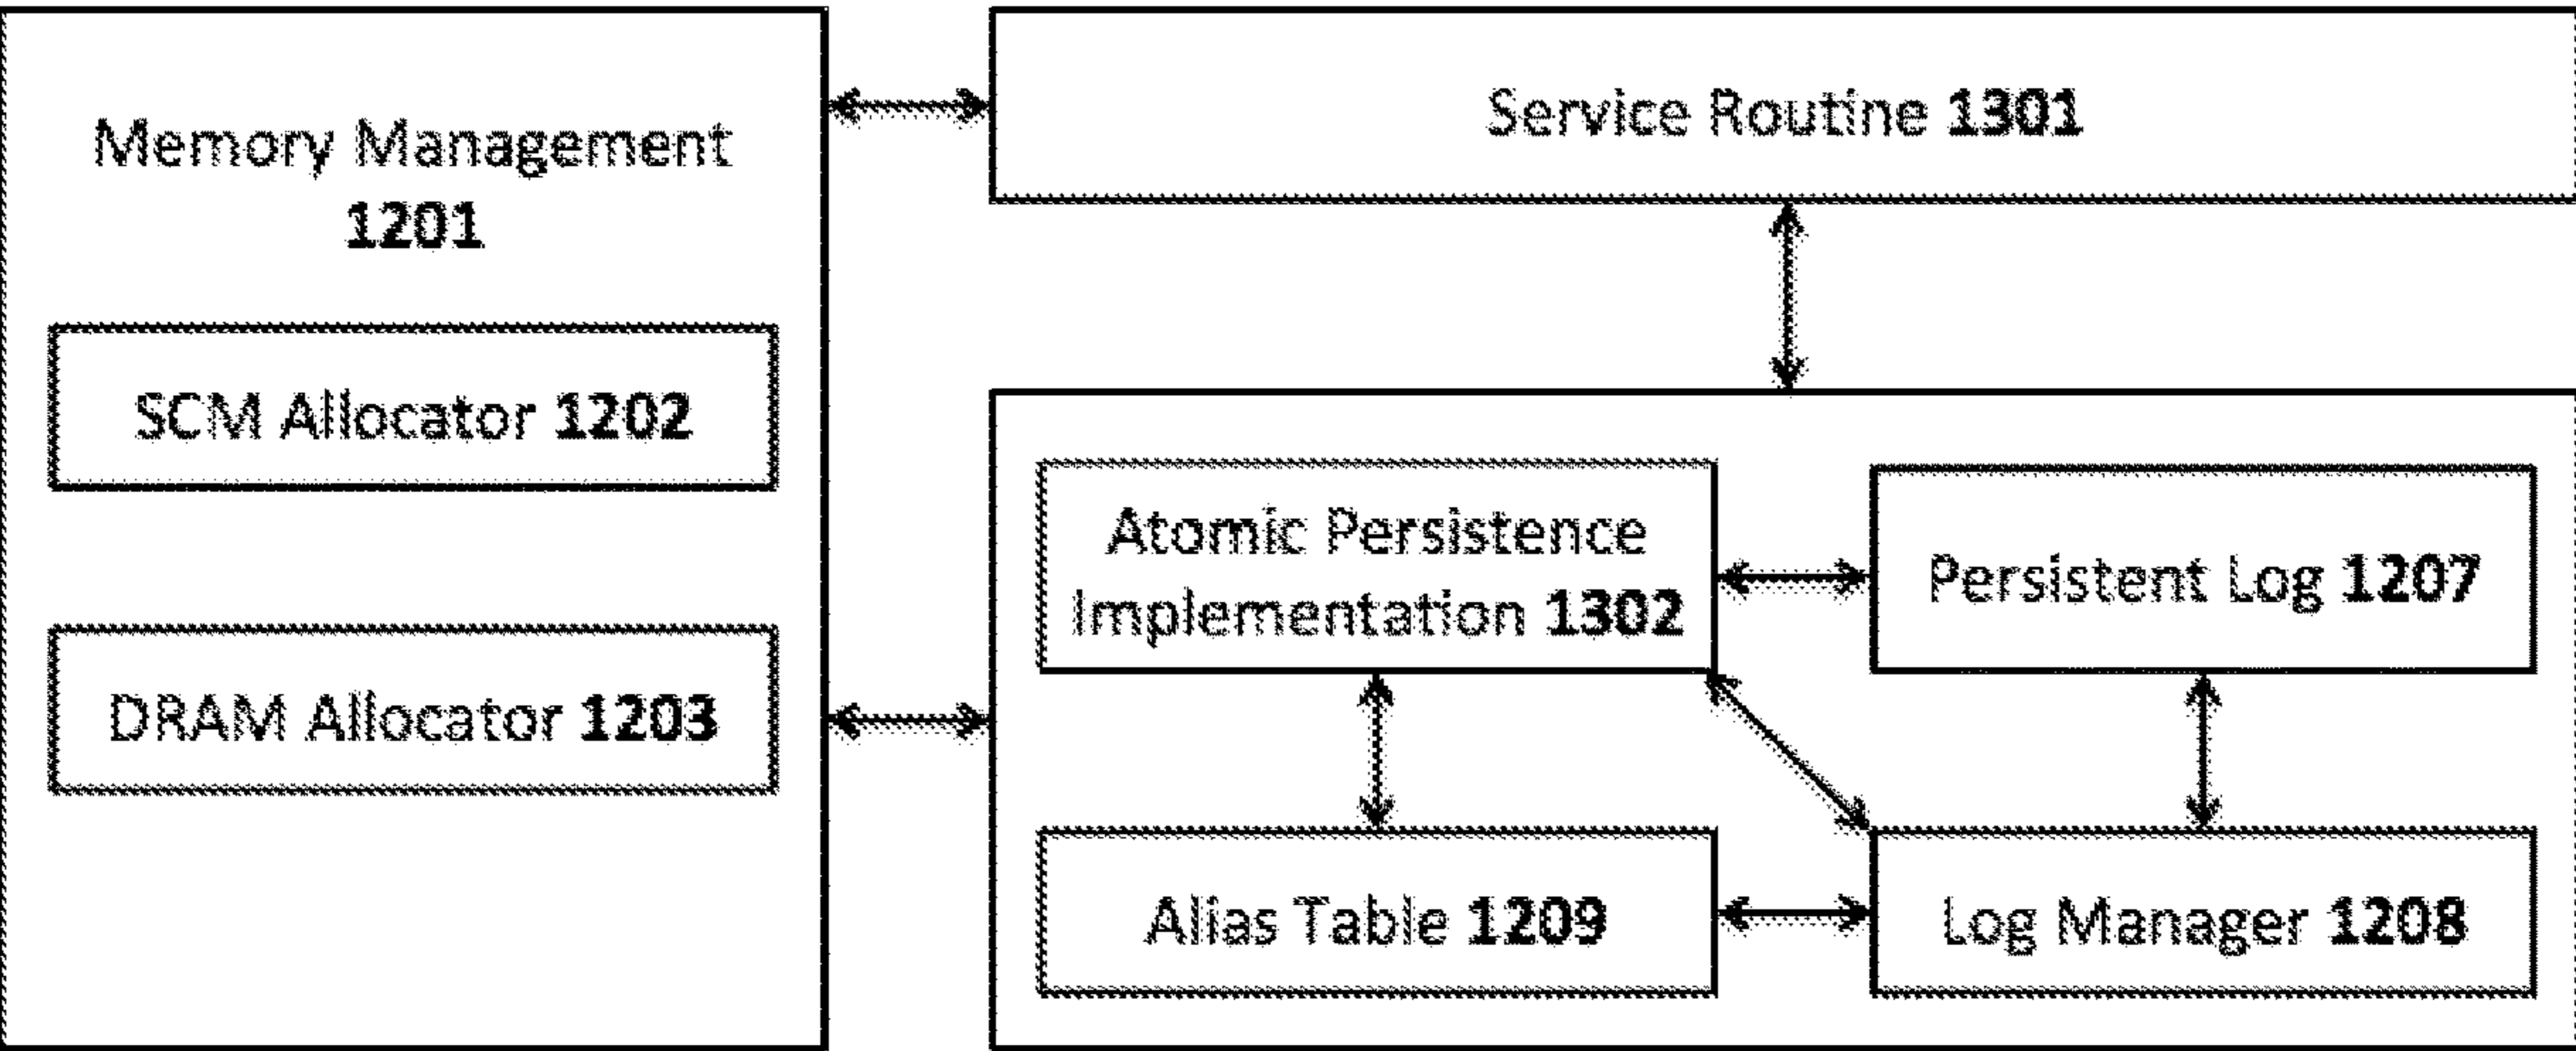 Memory Management
1201
SCM Allocator 1202
DRAM Allocator 1203
Service Routine 1301
Atomic Persistence
Implementation 1302
Persistent Log 1207
Alias Table 1209
Log Manager 1208